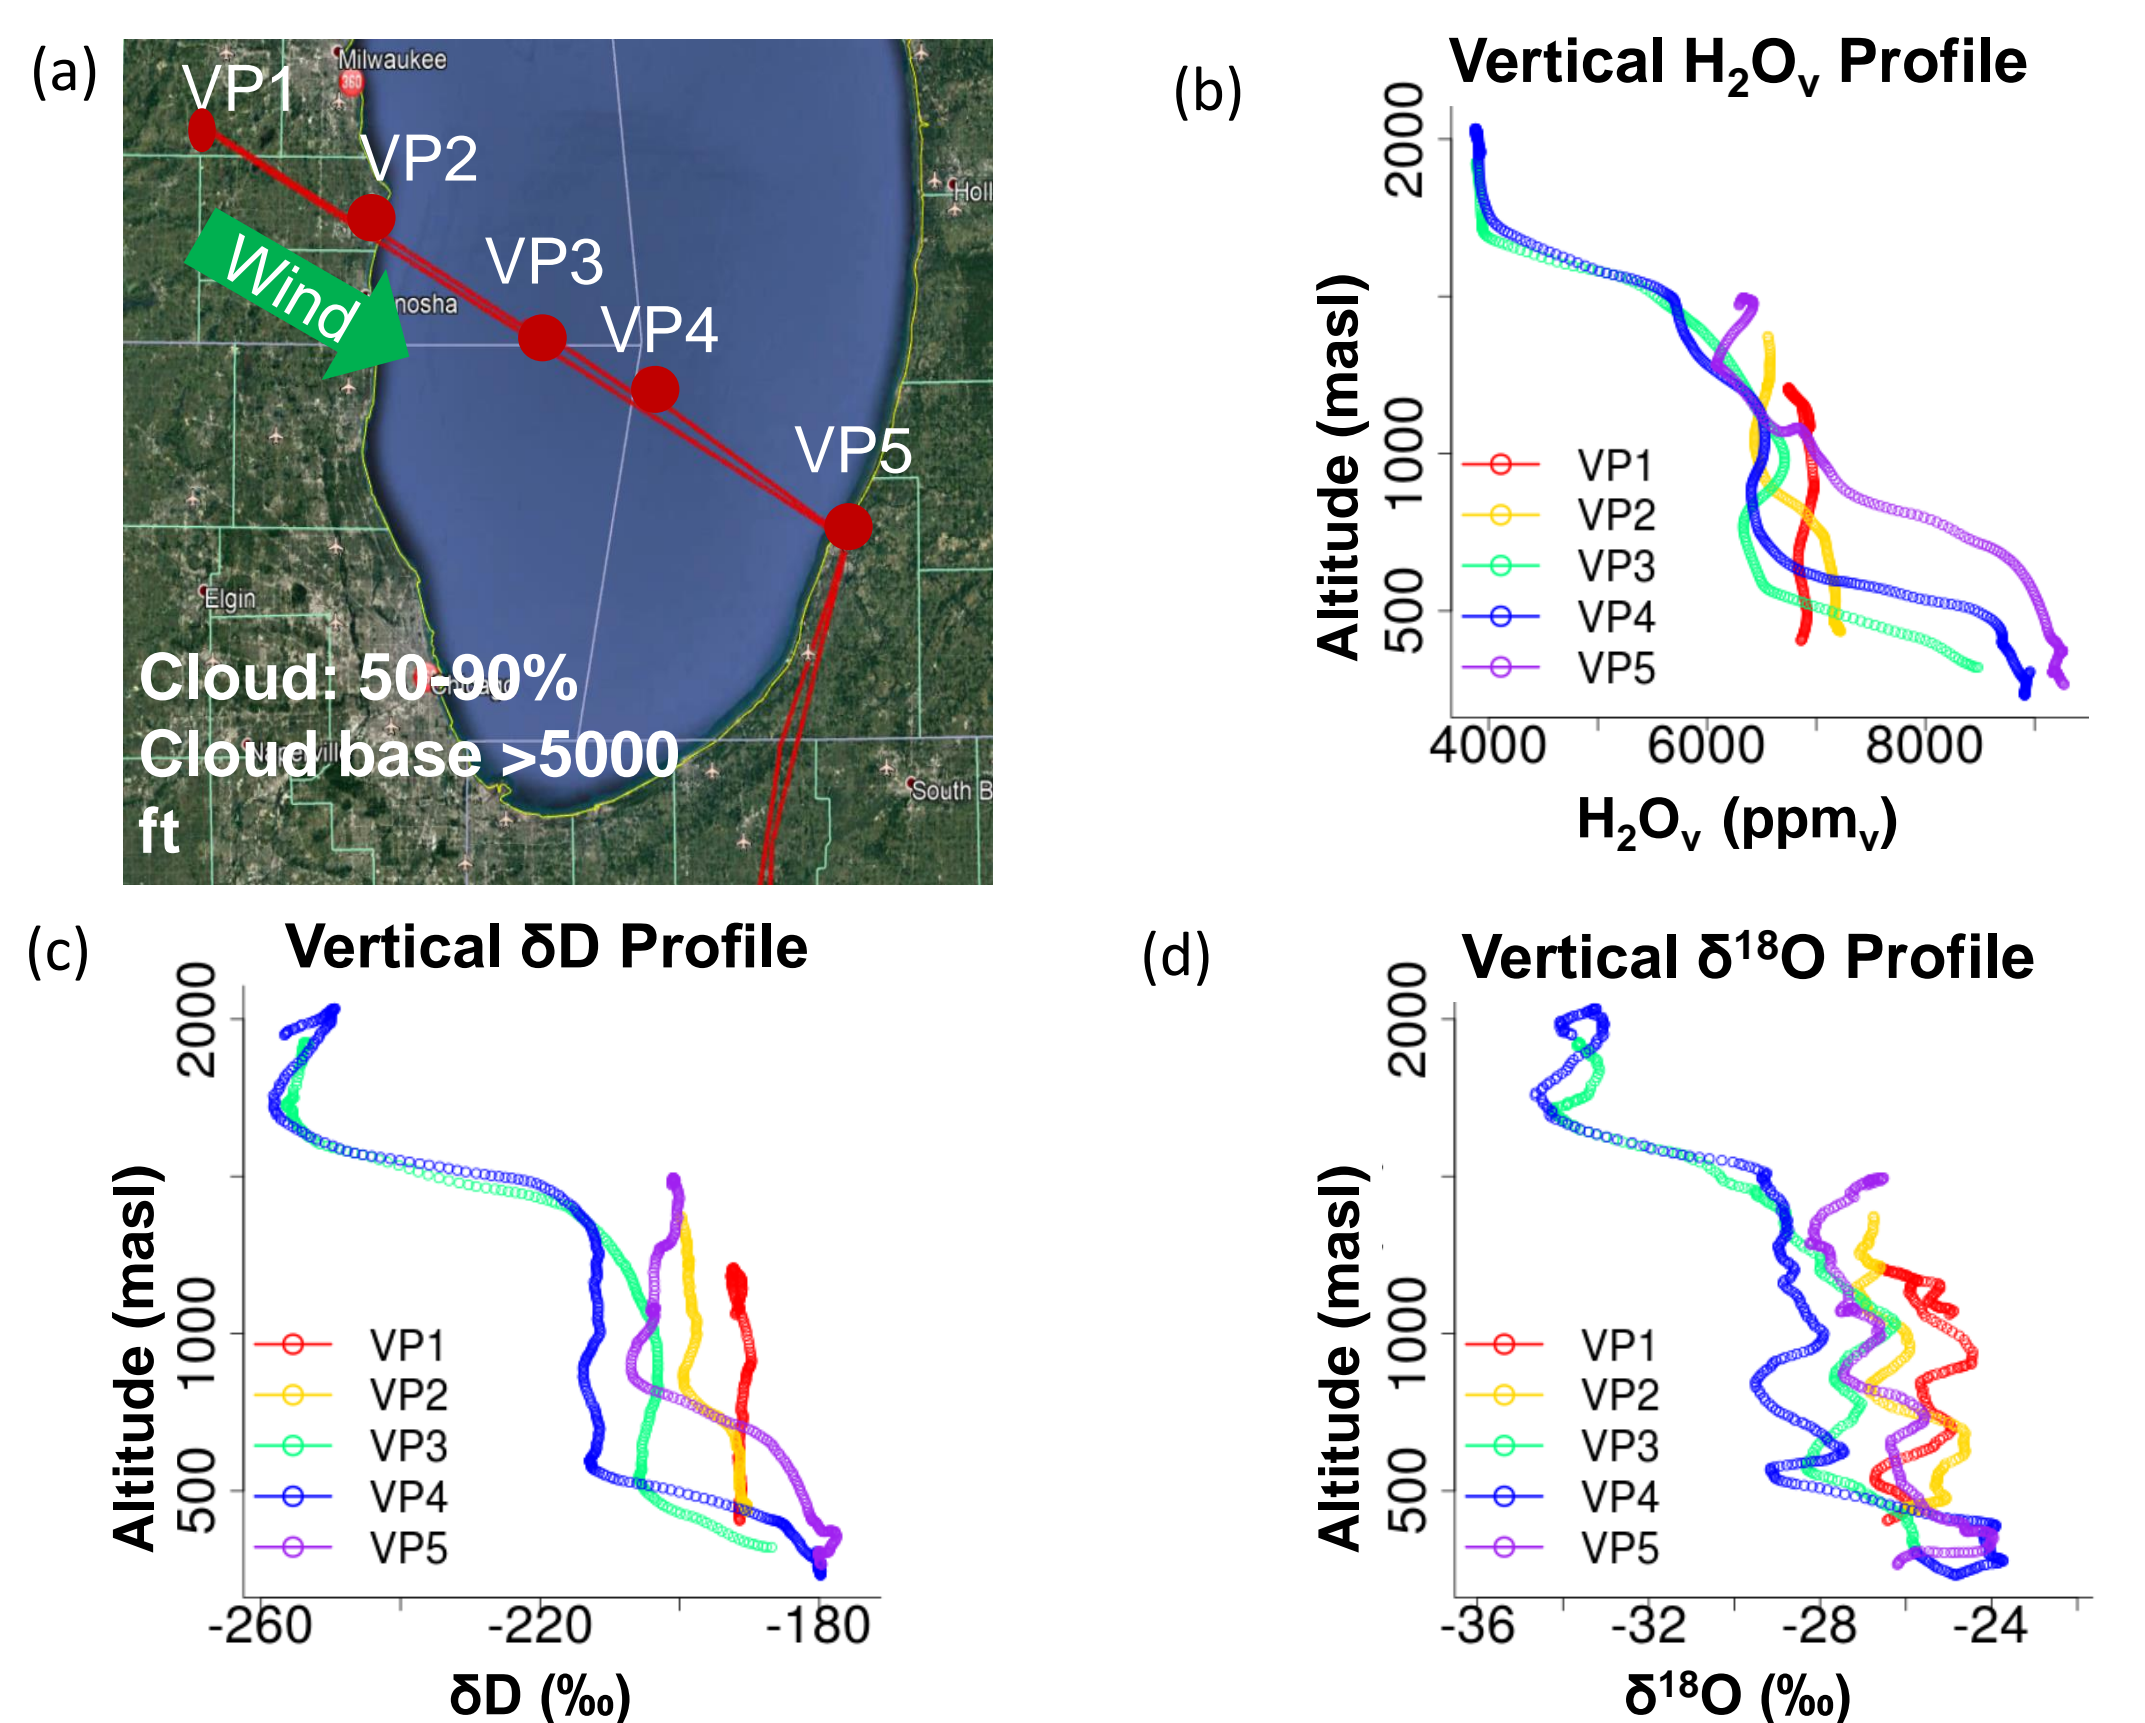 (a)
Milwaukee
360
VP1
VP2
Holl
VP3
Wind
nosha
VP4
VP5
Elgin
Cloud: 50-90%
Chicago
Cloud base >5000
ft
South B
(b)
Vertical H₂Oᵥ Profile
Altitude (masl)
2000
1000
500
VP1
VP2
VP3
VP4
VP5
4000 6000 8000
H₂Oᵥ (ppmᵥ)
(c)
Vertical δD Profile
Altitude (masl)
2000
1000
500
VP1
VP2
VP3
VP4
VP5
-260 -220 -180
δD (‰)
(d)
Vertical δ¹⁸O Profile
Altitude (masl)
2000
1000
500
VP1
VP2
VP3
VP4
VP5
-36 -32 -28 -24
δ¹⁸O (‰)